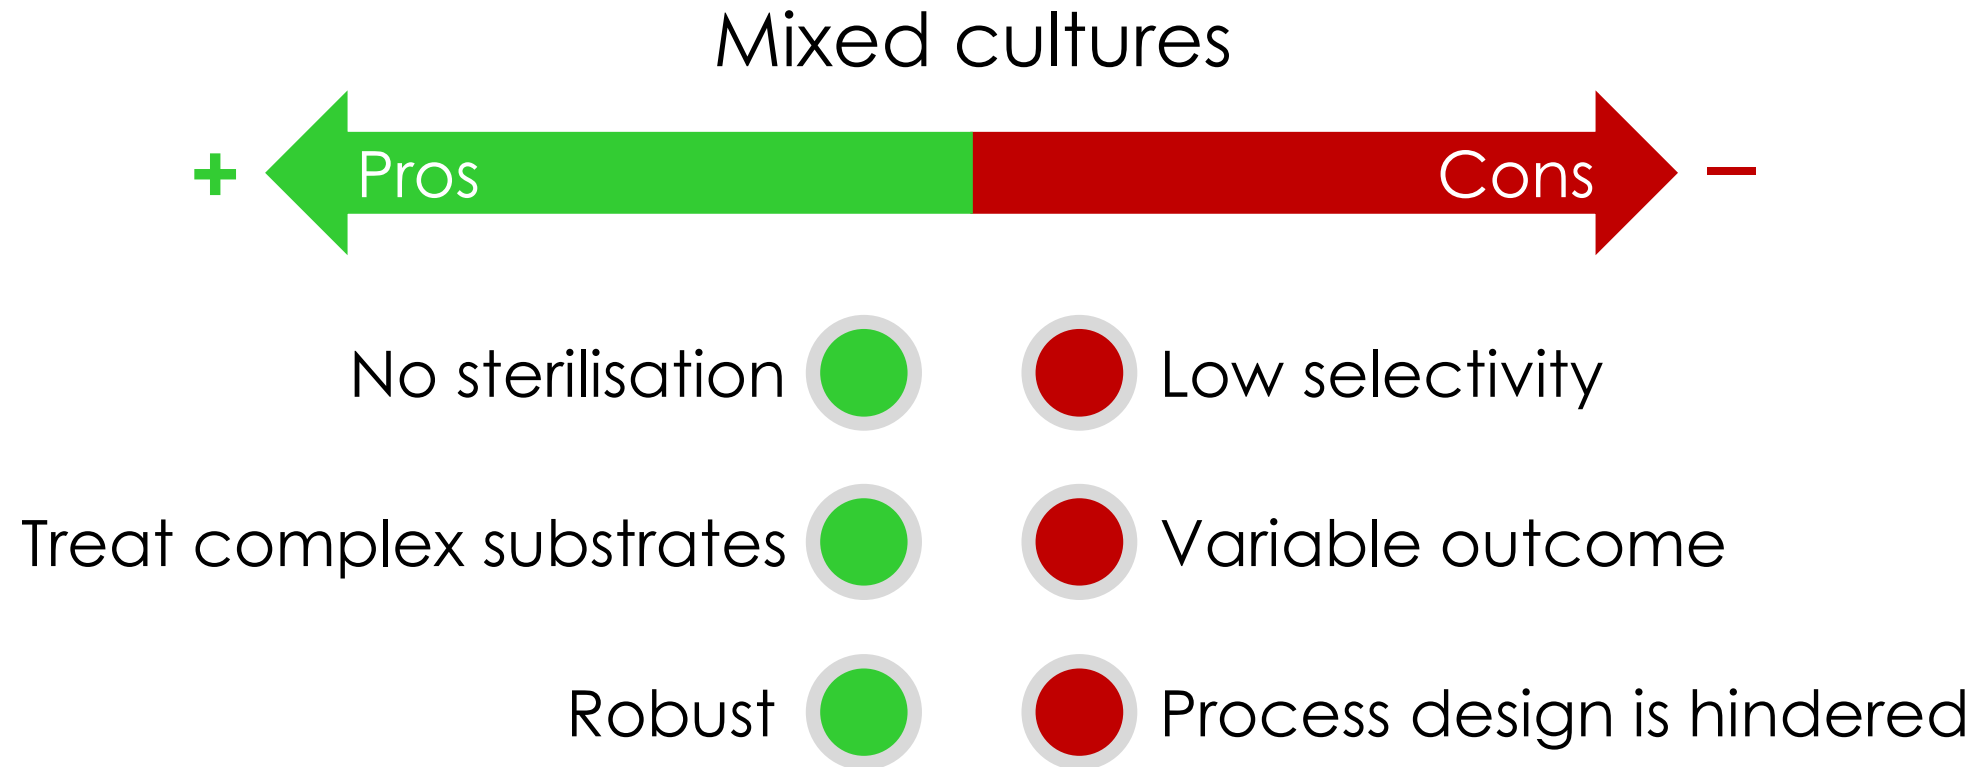 Mixed cultures
+ Pros Cons −
No sterilisation Low selectivity
Treat complex substrates Variable outcome
Robust Process design is hindered